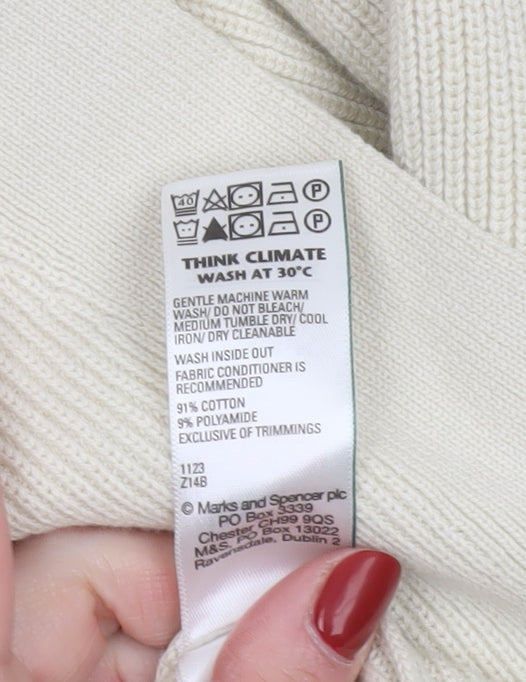 40 P
P
THINK CLIMATE
WASH AT 30°C
GENTLE MACHINE WARM
WASH/ DO NOT BLEACH/
MEDIUM TUMBLE DRY/ COOL
IRON/ DRY CLEANABLE
WASH INSIDE OUT
FABRIC CONDITIONER IS
RECOMMENDED
91% COTTON
9% POLYAMIDE
EXCLUSIVE OF TRIMMINGS
1123
Z14B
© Marks and Spencer plc
PO Box 3339
Chester CH99 9QS
M&S, PO Box 13022
Ravensdale, Dublin 2